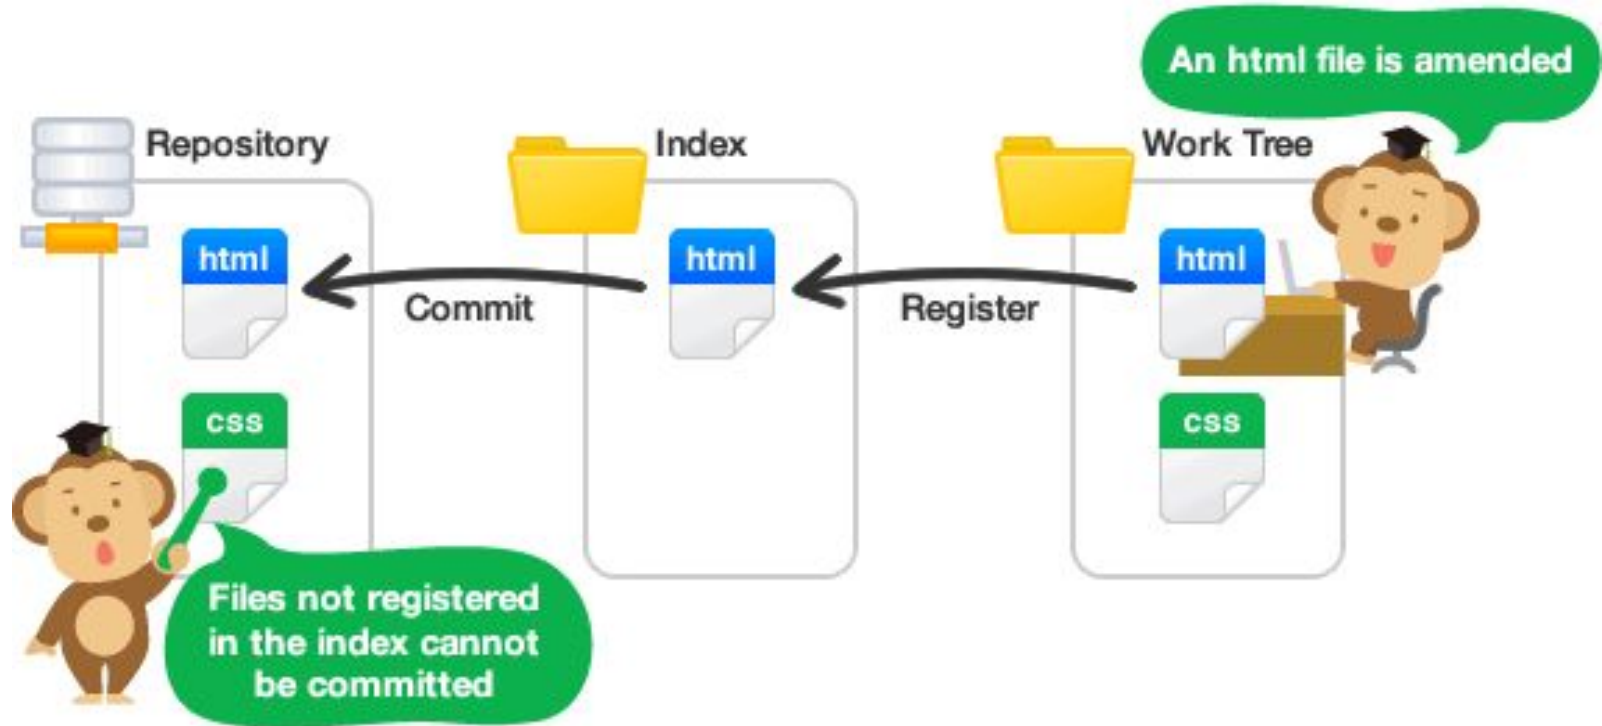 An html file is amended
Repository
Index
Work Tree
html
html
html
Commit
Register
css
css
Files not registered
in the index cannot
be committed